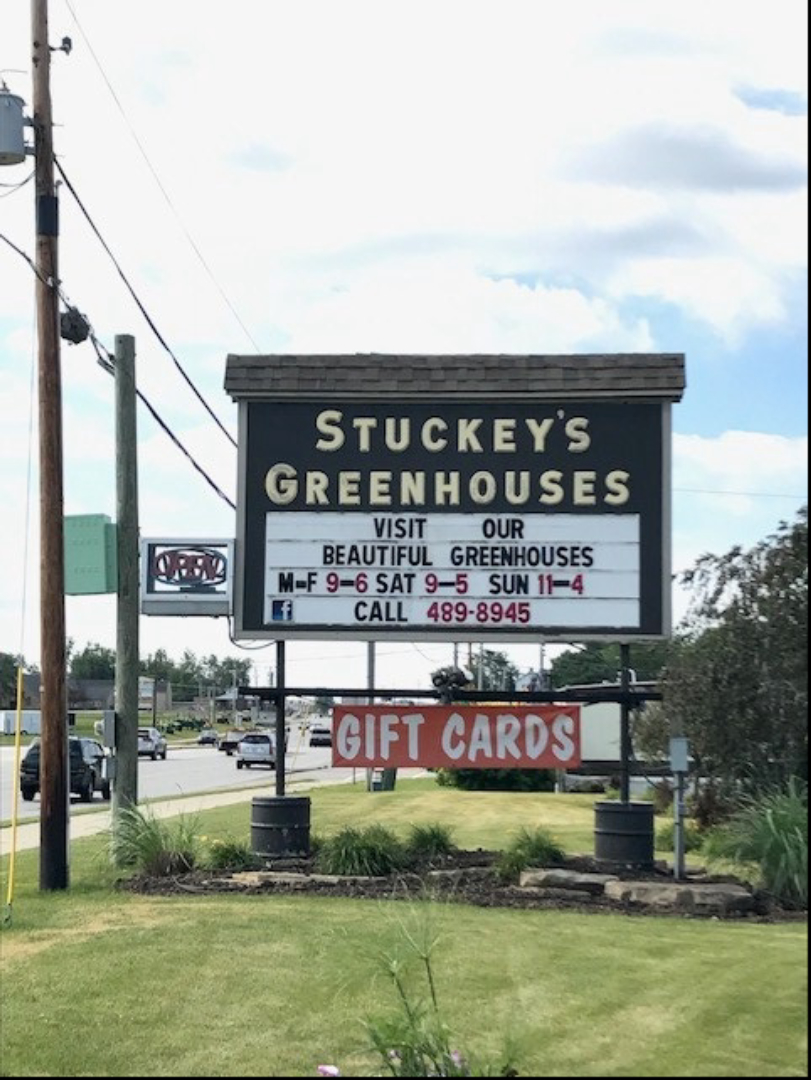 STUCKEY'S
GREENHOUSES
VISIT OUR
BEAUTIFUL GREENHOUSES
M-F 9-6 SAT 9-5 SUN 11-4
f CALL 489-8945
OPEN
GIFT CARDS